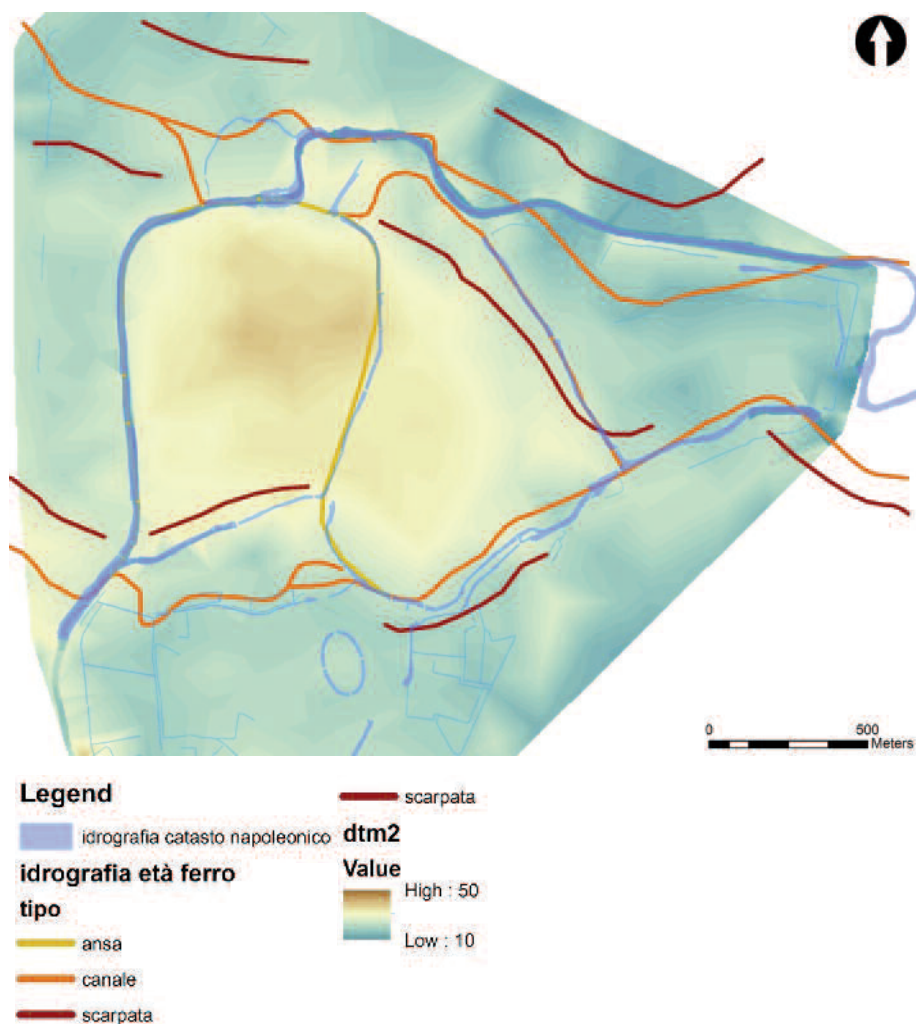 0 500
Meters
Legend
idrografia catasto napoleonico
idrografia età ferro
tipo
ansa
canale
scarpata
scarpata
dtm2
Value
High : 50
Low : 10